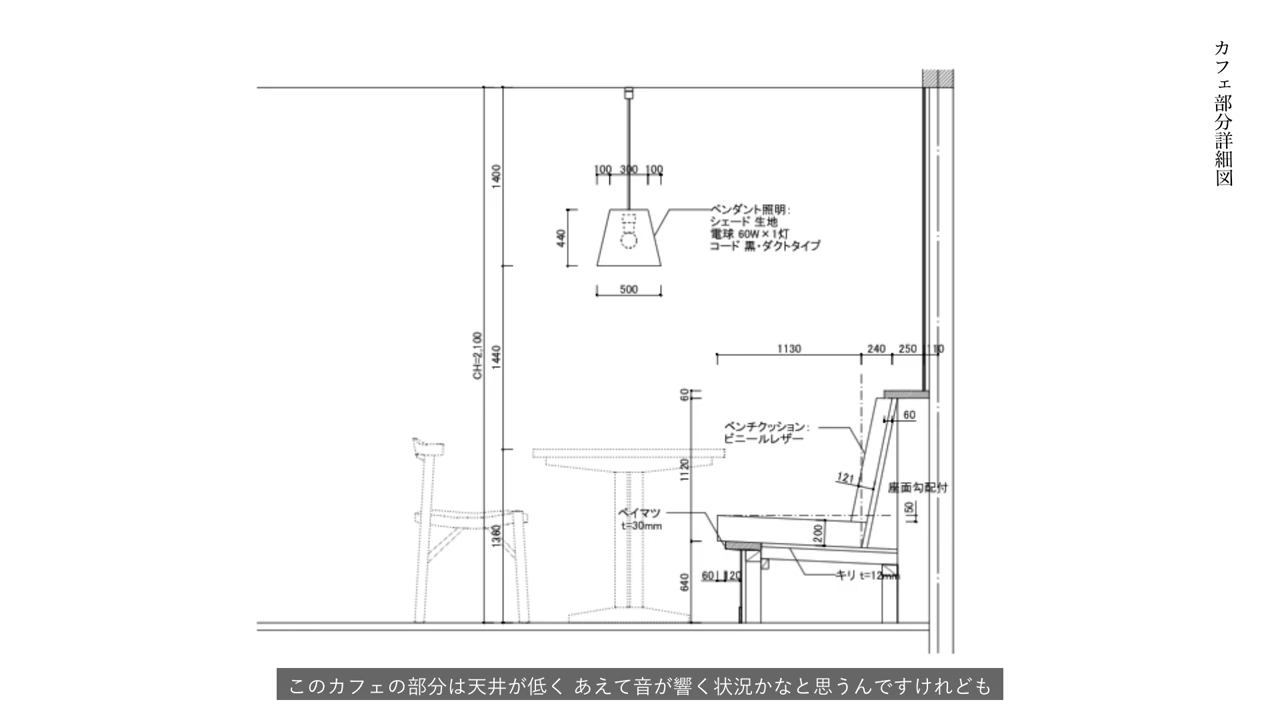 カフェ部分詳細図
100 300 100
1400
ペンダント照明:
シェード 生地
電球 60W×1灯
コード 黒・ダクトタイプ
440
500
CH=2,100
1440
1130 240 250 110
60
60
ベンチクッション:
ビニールレザー
1120
121
座面勾配付
50
ベイマツ
t=30mm
200
1360
60 120
キリ t=12mm
640
このカフェの部分は天井が低く あえて音が響く状況かなと思うんですけれども